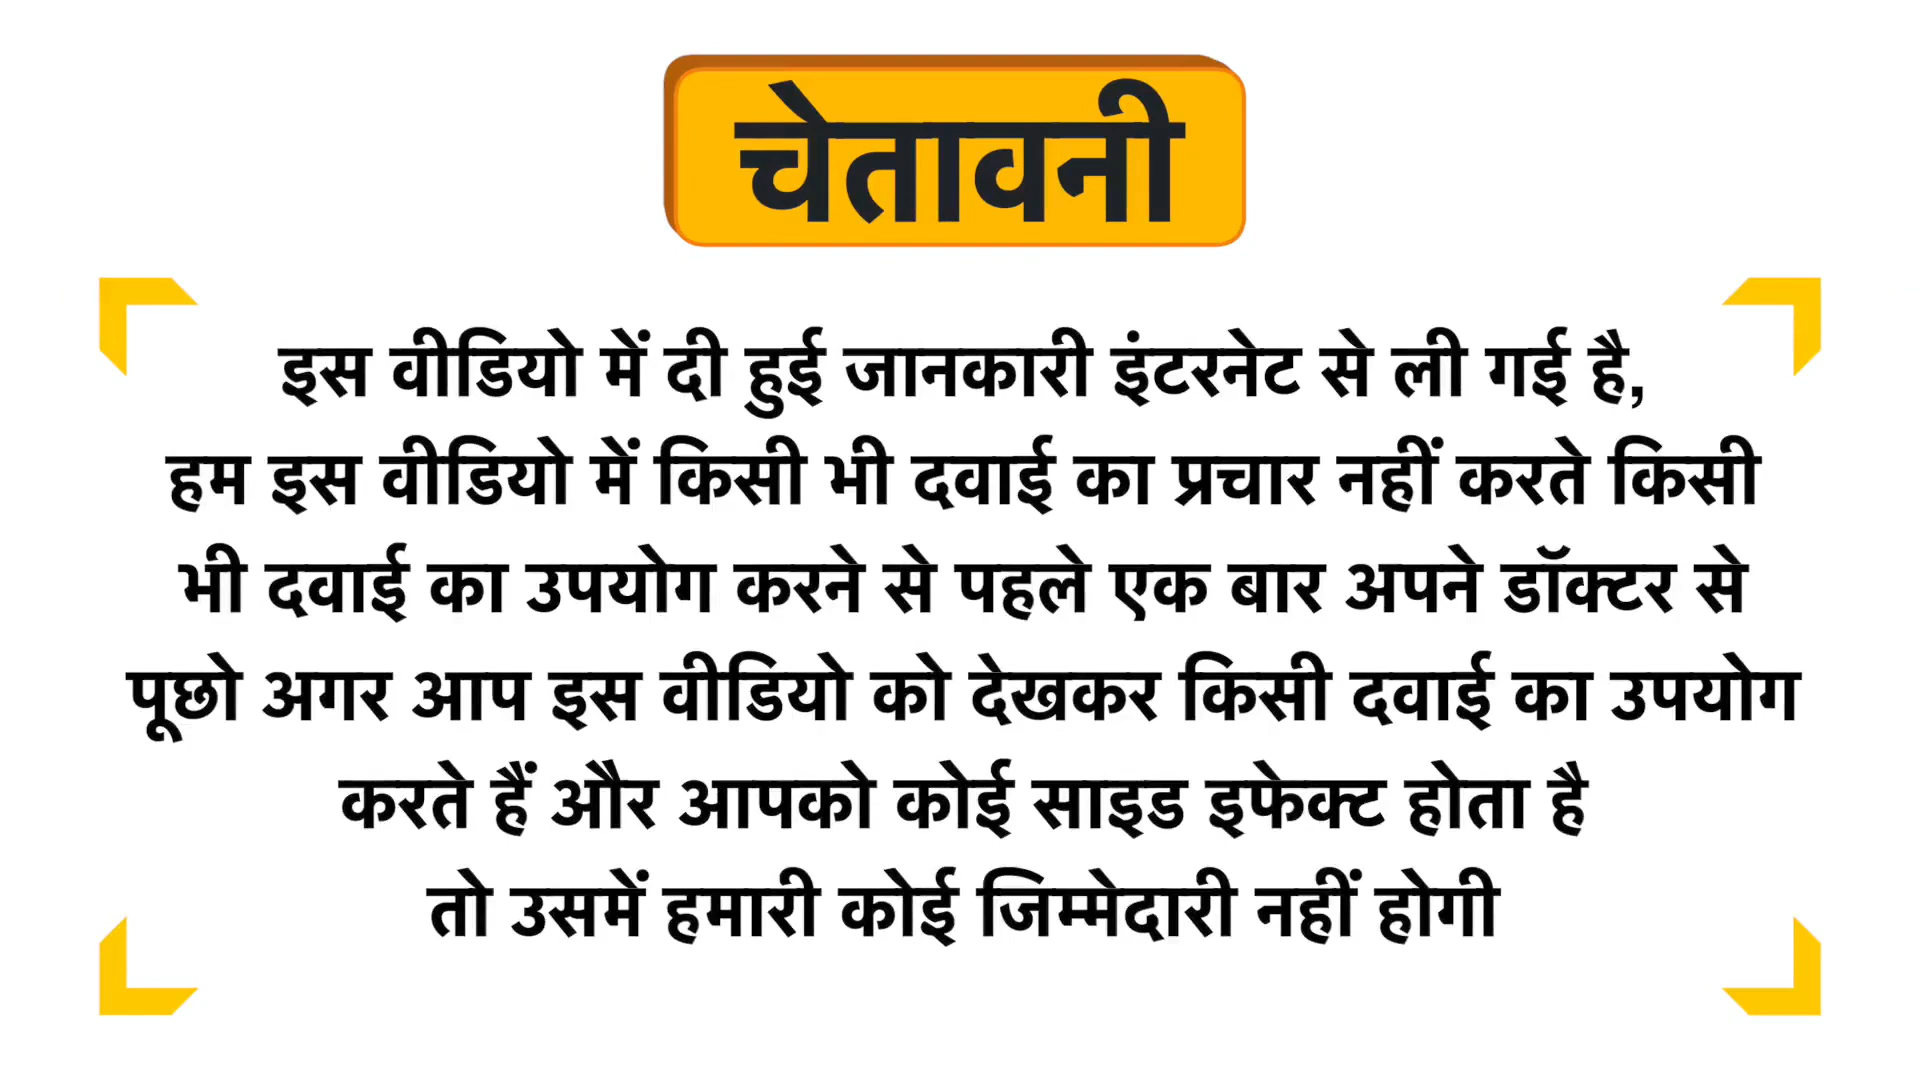 चेतावनी
इस वीडियो में दी हुई जानकारी इंटरनेट से ली गई है,
हम इस वीडियो में किसी भी दवाई का प्रचार नहीं करते किसी
भी दवाई का उपयोग करने से पहले एक बार अपने डॉक्टर से
पूछो अगर आप इस वीडियो को देखकर किसी दवाई का उपयोग
करते हैं और आपको कोई साइड इफेक्ट होता है
तो उसमें हमारी कोई जिम्मेदारी नहीं होगी